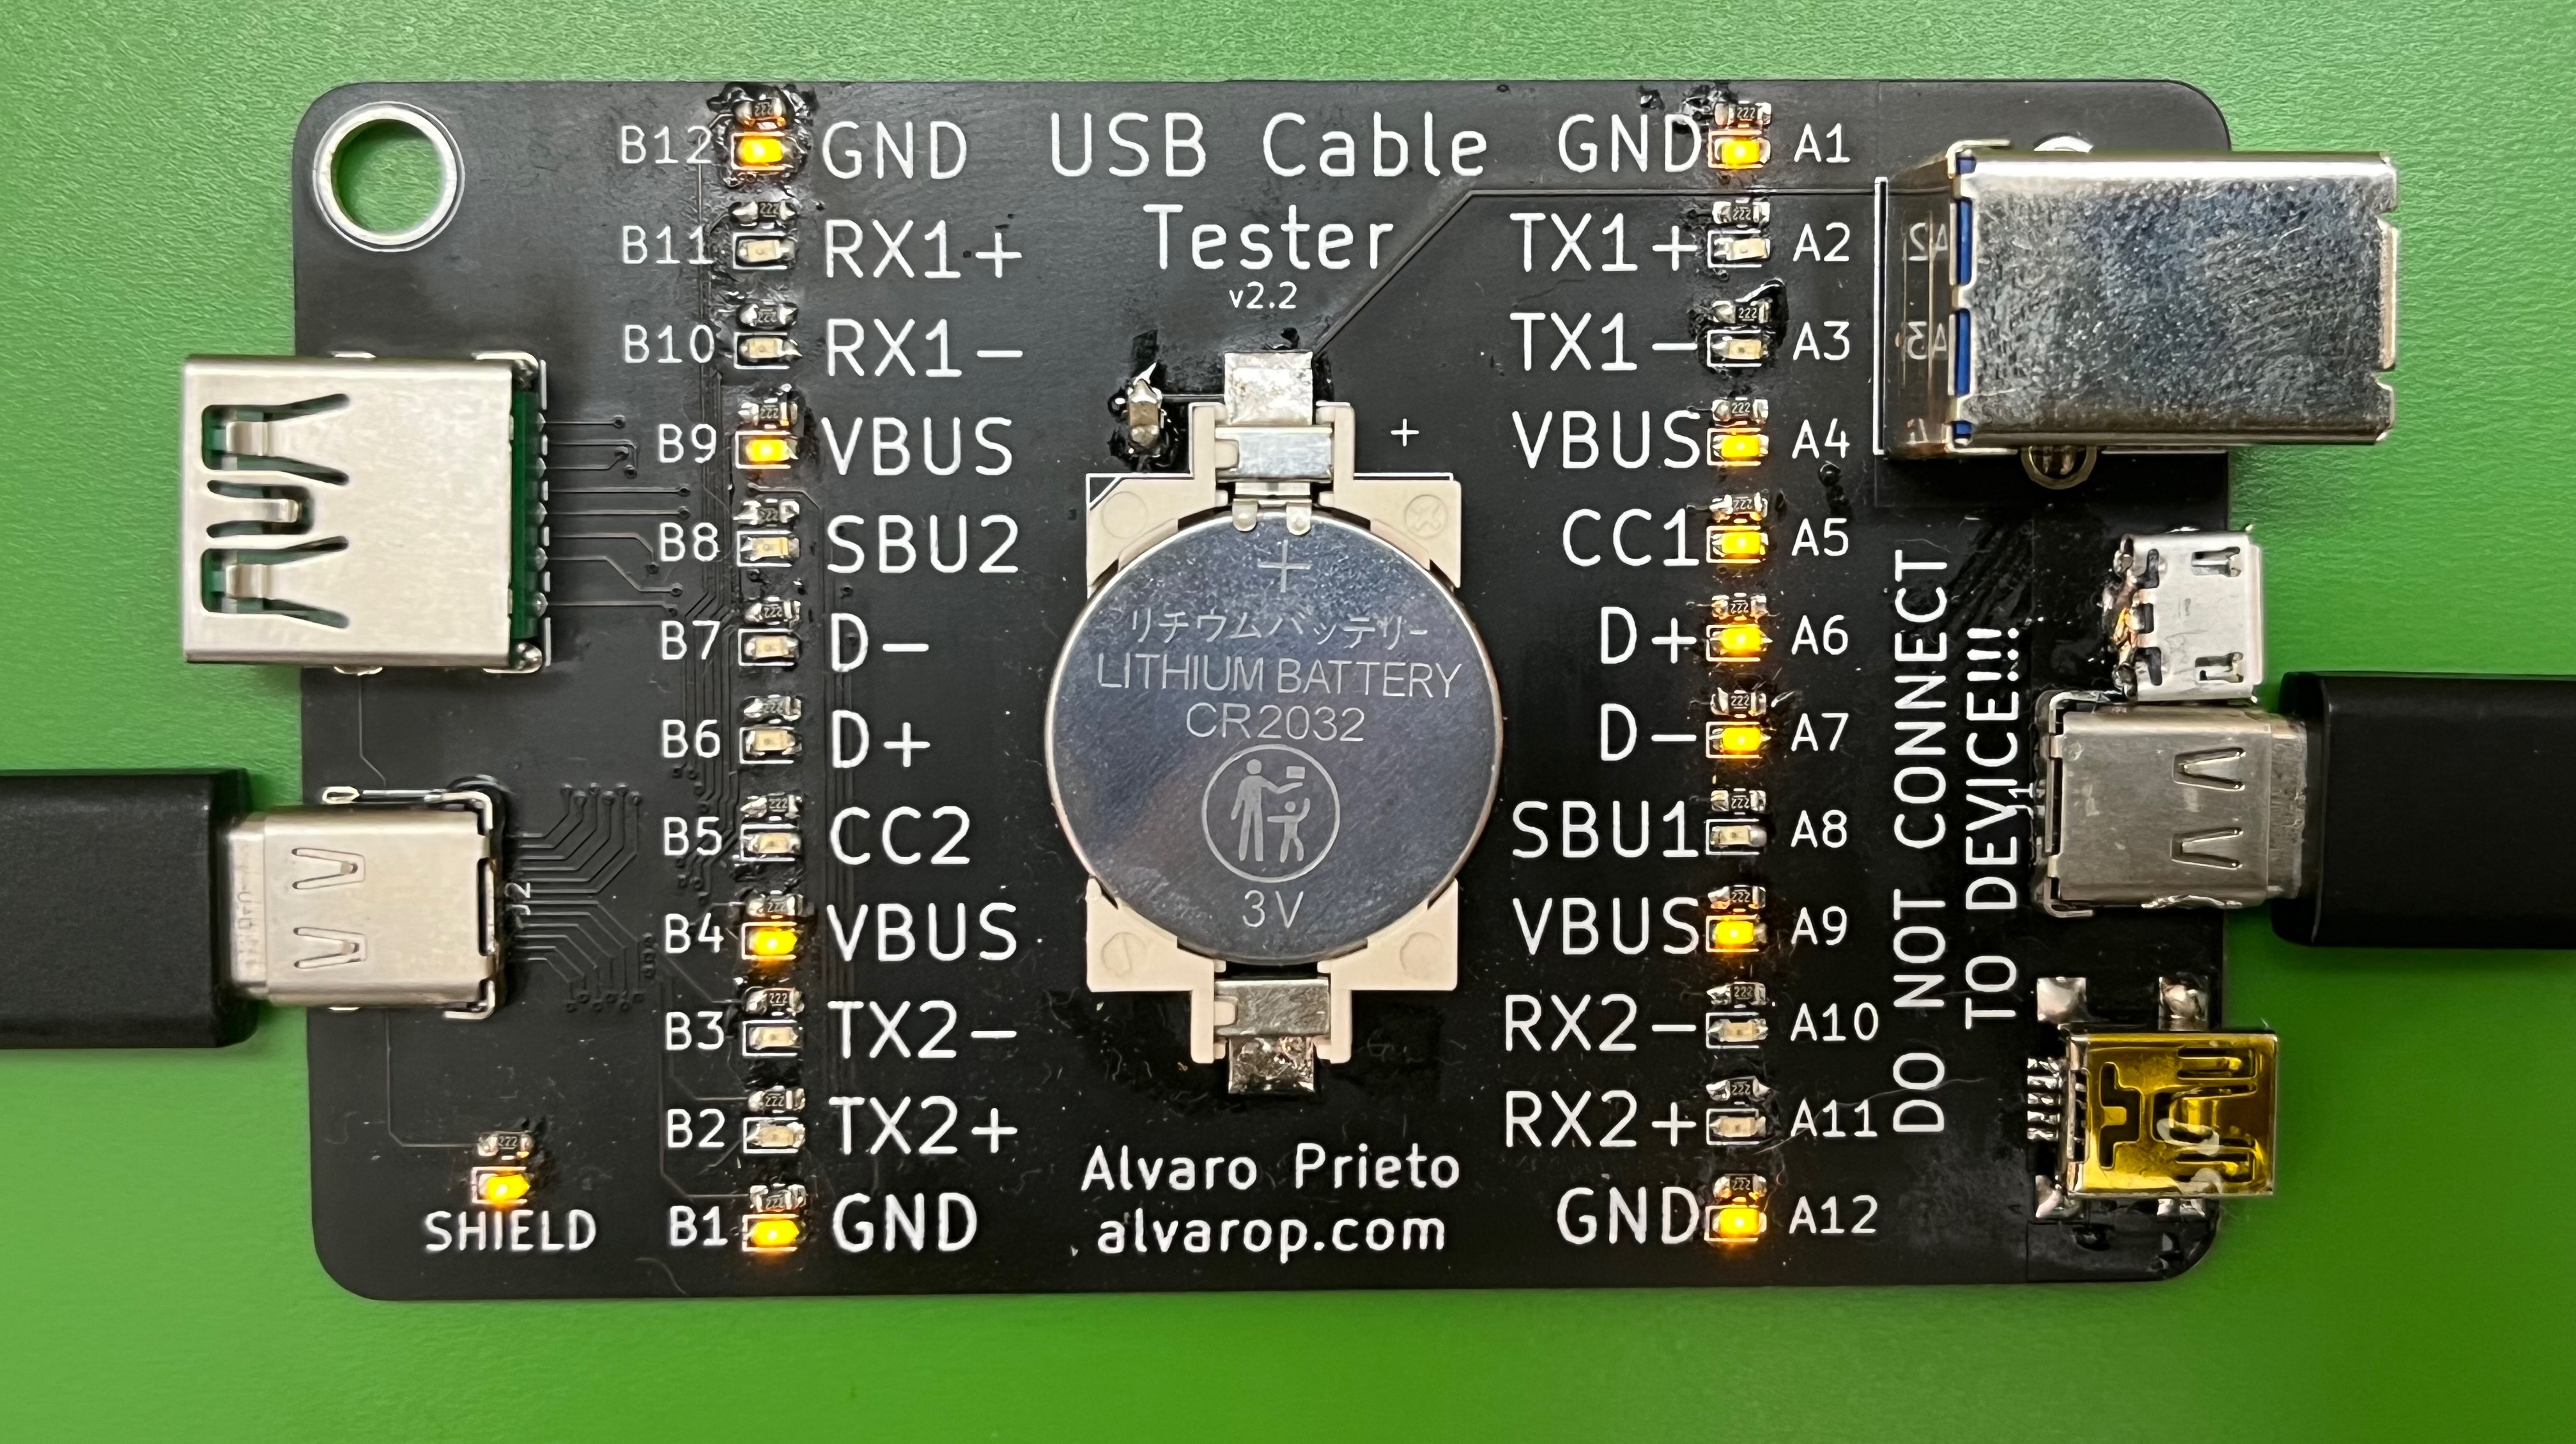 USB Cable
Tester
v2.2
B12 GND
B11 RX1+
B10 RX1-
B9 VBUS
B8 SBU2
B7 D-
B6 D+
B5 CC2
B4 VBUS
B3 TX2-
B2 TX2+
B1 GND
SHIELD
J2
+
+
リチウムバッテリー
LITHIUM BATTERY
CR2032
3V
Alvaro Prieto
alvarop.com
GND A1
TX1+ A2
TX1- A3
VBUS A4
CC1 A5
D+ A6
D- A7
SBU1 A8
VBUS A9
RX2- A10
RX2+ A11
GND A12
DO NOT CONNECT
TO DEVICE!!!
J1